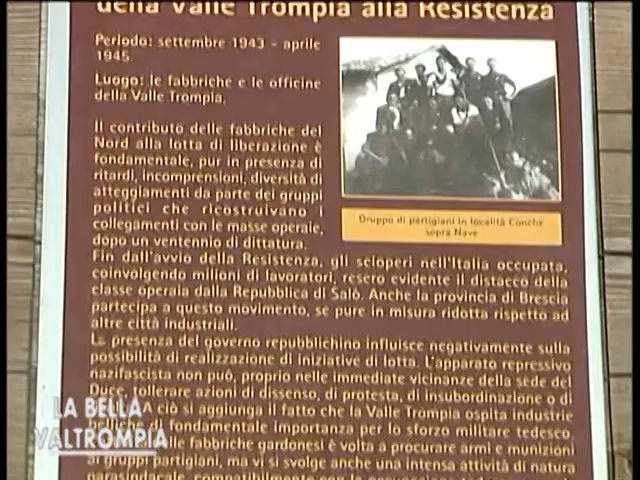 della Valle Trompia alla Resistenza
Periodo: settembre 1943 - aprile
1945.
Luogo: le fabbriche e le officine
della Valle Trompia.
Il contributo delle fabbriche del
Nord alla lotta di liberazione è
fondamentale, pur in presenza di
ritardi, incomprensioni, diversità di
atteggiamenti da parte dei gruppi
politici che ricostruivano i
collegamenti con le masse operaie,
dopo un ventennio di dittatura.
Gruppo di partigiani in località Conche
sopra Nave
Fin dall'avvio della Resistenza, gli scioperi nell'Italia occupata,
coinvolgendo milioni di lavoratori, resero evidente il distacco della
classe operaia dalla Repubblica di Salò. Anche la provincia di Brescia
partecipa a questo movimento, se pure in misura ridotta rispetto ad
altre città industriali.
La presenza del governo repubblichino influisce negativamente sulla
possibilità di realizzazione di iniziative di lotta. L'apparato repressivo
nazifascista non può, proprio nelle immediate vicinanze della sede del
Duce, tollerare azioni di dissenso, di protesta, di insubordinazione o di
ciò si aggiunga il fatto che la Valle Trompia ospita industrie
belliche di fondamentale importanza per lo sforzo militare tedesco.
alle fabbriche gardonesi è volta a procurare armi e munizioni
ai gruppi partigiani, ma vi si svolge anche una intensa attività di natura
parasindacale, compatibilmente con la occupazione
LA BELLA
VALTROMPIA